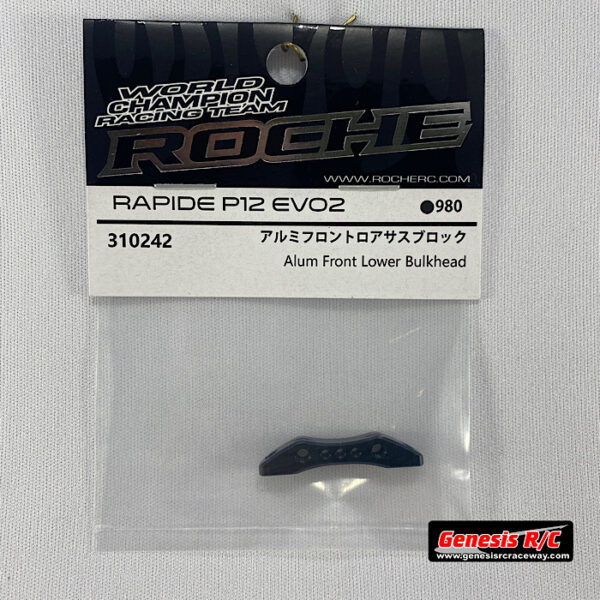 WORLD
CHAMPION
RACING TEAM
ROCHE
WWW.ROCHERC.COM
RAPIDE P12 EVO2 ●980
310242 アルミフロントロアサスブロック
Alum Front Lower Bulkhead
Genesis R/C
www.genesisrcraceway.com